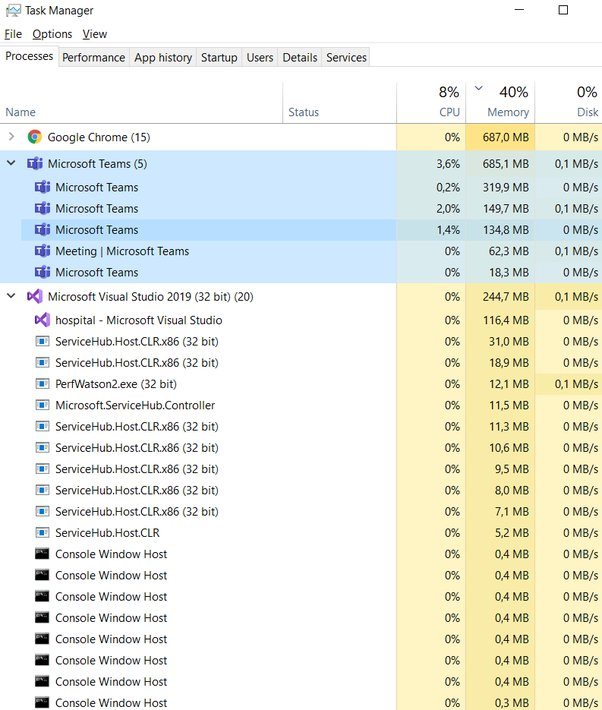 Task Manager
File Options View
Processes Performance App history Startup Users Details Services
8% 40% 0%
Name Status CPU Memory Disk
Google Chrome (15) 0% 687,0 MB 0 MB/s
Microsoft Teams (5) 3,6% 685,1 MB 0,1 MB/s
Microsoft Teams 0,2% 319,9 MB 0 MB/s
Microsoft Teams 2,0% 149,7 MB 0,1 MB/s
Microsoft Teams 1,4% 134,8 MB 0 MB/s
Meeting | Microsoft Teams 0% 62,3 MB 0,1 MB/s
Microsoft Teams 0% 18,3 MB 0 MB/s
Microsoft Visual Studio 2019 (32 bit) (20) 0% 244,7 MB 0,1 MB/s
hospital - Microsoft Visual Studio 0% 116,4 MB 0 MB/s
ServiceHub.Host.CLR.x86 (32 bit) 0% 31,0 MB 0 MB/s
ServiceHub.Host.CLR.x86 (32 bit) 0% 18,9 MB 0 MB/s
PerfWatson2.exe (32 bit) 0% 12,1 MB 0,1 MB/s
Microsoft.ServiceHub.Controller 0% 11,5 MB 0 MB/s
ServiceHub.Host.CLR.x86 (32 bit) 0% 11,3 MB 0 MB/s
ServiceHub.Host.CLR.x86 (32 bit) 0% 10,6 MB 0 MB/s
ServiceHub.Host.CLR.x86 (32 bit) 0% 9,5 MB 0 MB/s
ServiceHub.Host.CLR.x86 (32 bit) 0% 8,0 MB 0 MB/s
ServiceHub.Host.CLR.x86 (32 bit) 0% 7,1 MB 0 MB/s
ServiceHub.Host.CLR 0% 5,2 MB 0 MB/s
Console Window Host 0% 0,4 MB 0 MB/s
Console Window Host 0% 0,4 MB 0 MB/s
Console Window Host 0% 0,4 MB 0 MB/s
Console Window Host 0% 0,4 MB 0 MB/s
Console Window Host 0% 0,4 MB 0 MB/s
Console Window Host 0% 0,4 MB 0 MB/s
Console Window Host 0% 0,4 MB 0 MB/s
Console Window Host 0% 0,3 MB 0 MB/s